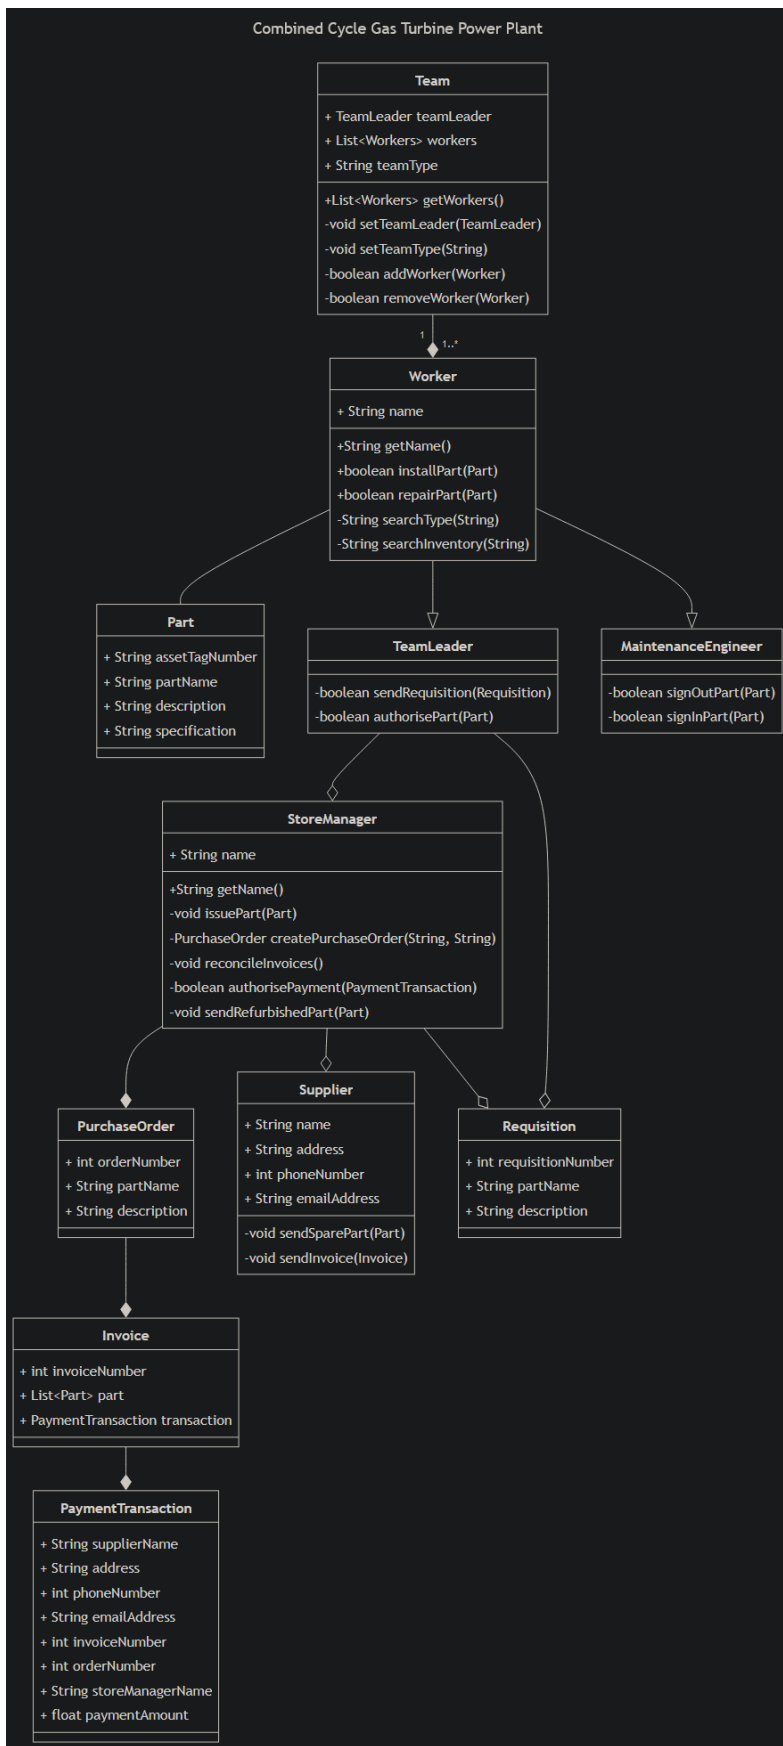 Combined Cycle Gas Turbine Power Plant
Team
+ TeamLeader teamLeader
+ List<Workers> workers
+ String teamType
+List<Workers> getWorkers()
-void setTeamLeader(TeamLeader)
-void setTeamType(String)
-boolean addWorker(Worker)
-boolean removeWorker(Worker)
1
1..*
Worker
+ String name
+String getName()
+boolean installPart(Part)
+boolean repairPart(Part)
-String searchType(String)
-String searchInventory(String)
Part
+ String assetTagNumber
+ String partName
+ String description
+ String specification
TeamLeader
-boolean sendRequisition(Requisition)
-boolean authorisePart(Part)
MaintenanceEngineer
-boolean signOutPart(Part)
-boolean signInPart(Part)
StoreManager
+ String name
+String getName()
-void issuePart(Part)
-PurchaseOrder createPurchaseOrder(String, String)
-void reconcileInvoices()
-boolean authorisePayment(PaymentTransaction)
-void sendRefurbishedPart(Part)
PurchaseOrder
+ int orderNumber
+ String partName
+ String description
Supplier
+ String name
+ String address
+ int phoneNumber
+ String emailAddress
-void sendSparePart(Part)
-void sendInvoice(Invoice)
Requisition
+ int requisitionNumber
+ String partName
+ String description
Invoice
+ int invoiceNumber
+ List<Part> part
+ PaymentTransaction transaction
PaymentTransaction
+ String supplierName
+ String address
+ int phoneNumber
+ String emailAddress
+ int invoiceNumber
+ int orderNumber
+ String storeManagerName
+ float paymentAmount